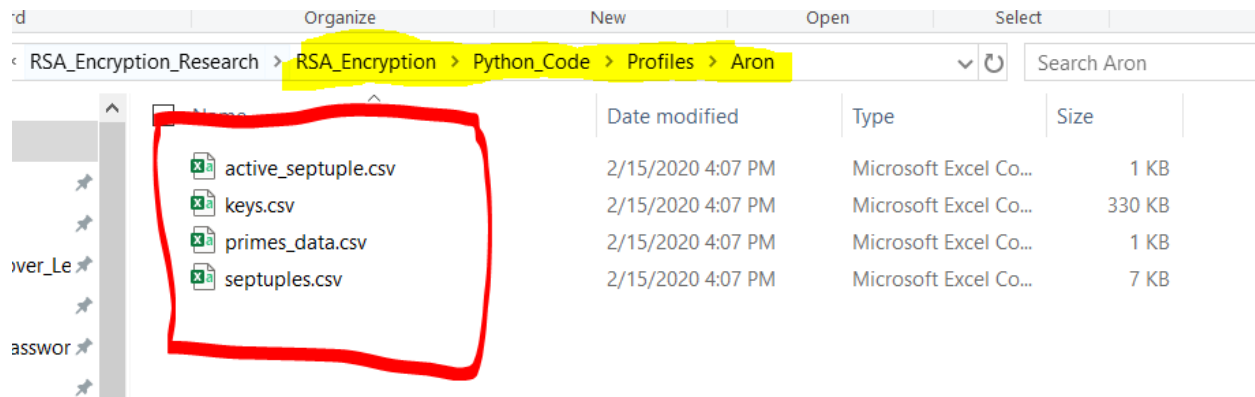 Organize New Open Select
RSA_Encryption_Research > RSA_Encryption > Python_Code > Profiles > Aron Search Aron
Name Date modified Type Size
active_septuple.csv 2/15/2020 4:07 PM Microsoft Excel Co... 1 KB
keys.csv 2/15/2020 4:07 PM Microsoft Excel Co... 330 KB
primes_data.csv 2/15/2020 4:07 PM Microsoft Excel Co... 1 KB
over_Le
septuples.csv 2/15/2020 4:07 PM Microsoft Excel Co... 7 KB
asswor